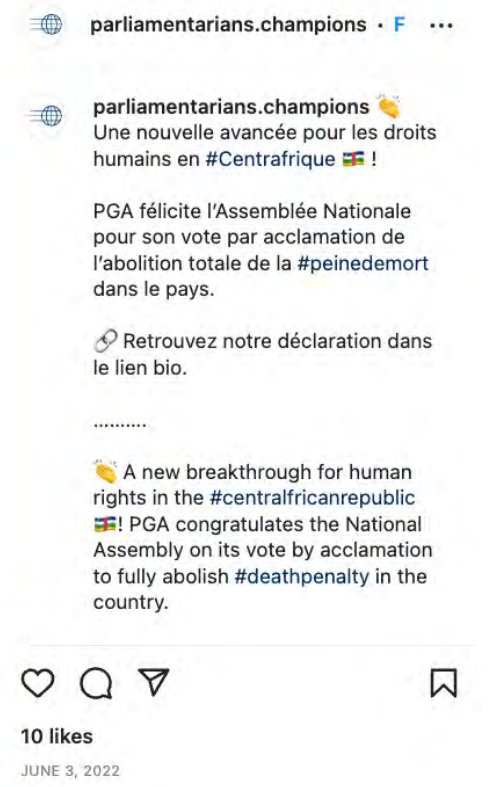 parliamentarians.champions • F •••
parliamentarians.champions 👏
Une nouvelle avancée pour les droits
humains en #Centrafrique 🇨🇫 !
PGA félicite l'Assemblée Nationale
pour son vote par acclamation de
l'abolition totale de la #peinedemort
dans le pays.
🔗 Retrouvez notre déclaration dans
le lien bio.
..........
👏 A new breakthrough for human
rights in the #centralfricanrepublic
🇨🇫! PGA congratulates the National
Assembly on its vote by acclamation
to fully abolish #deathpenalty in the
country.
10 likes
JUNE 3, 2022